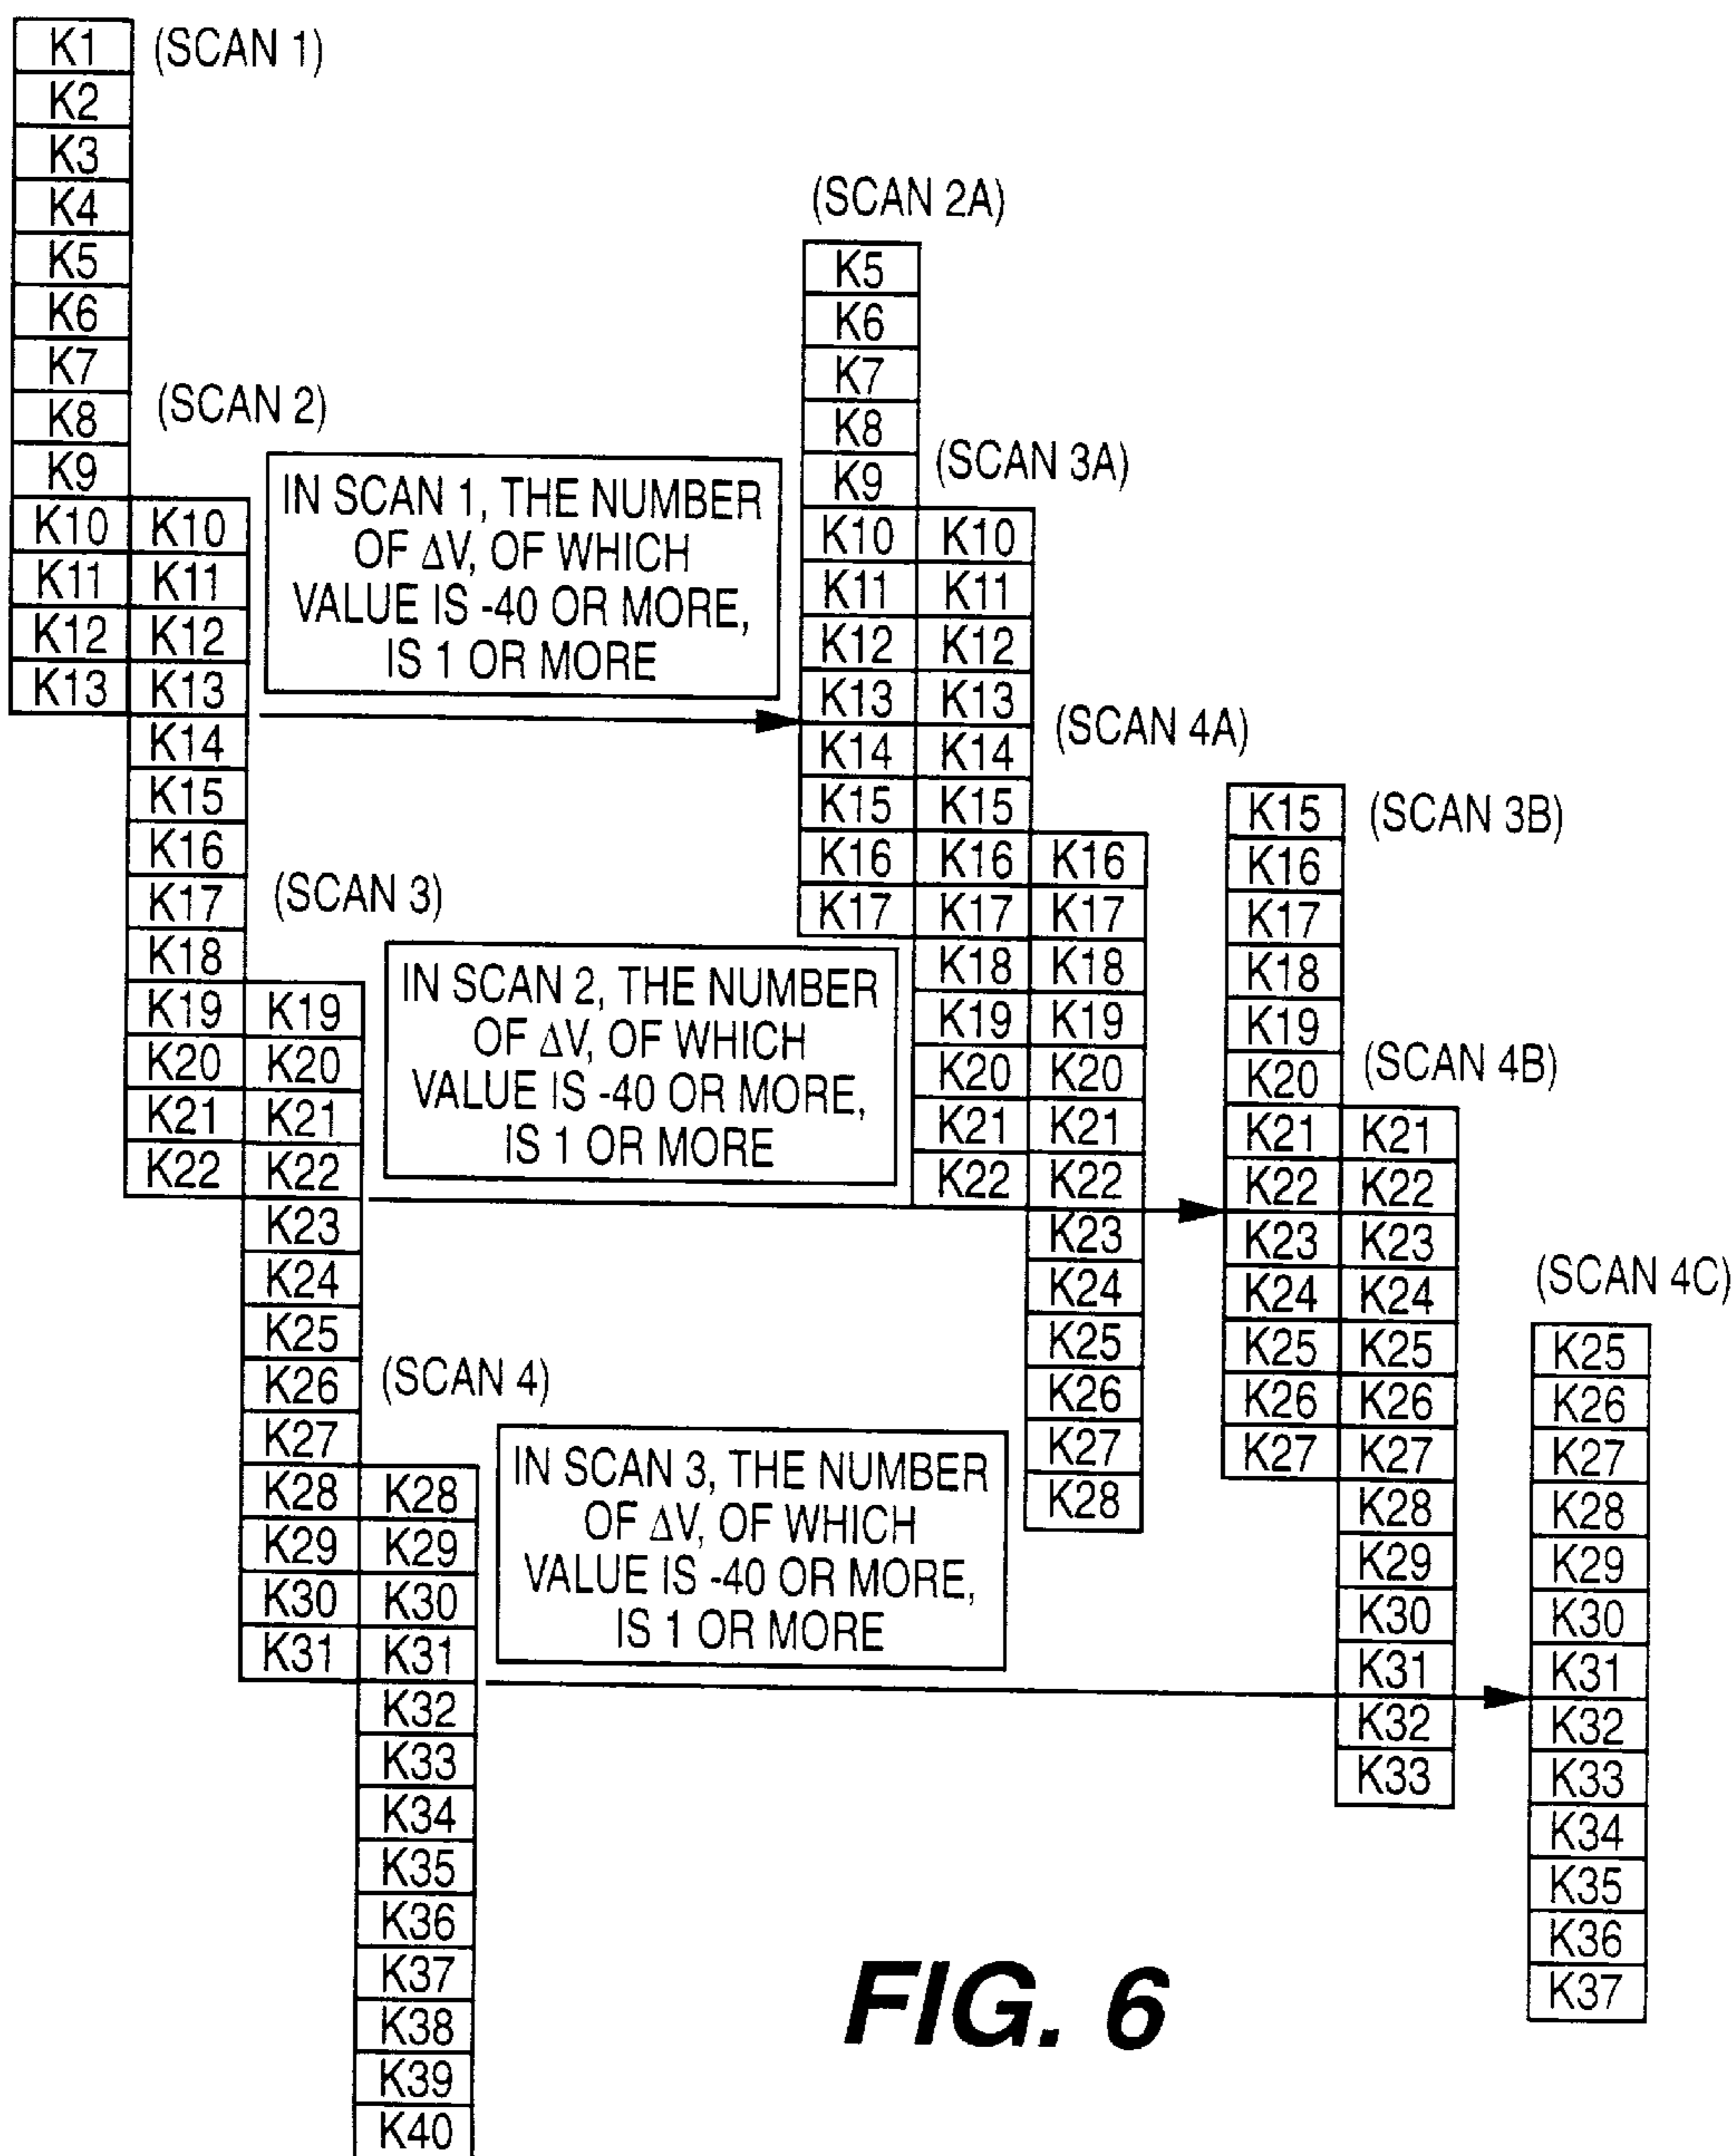 (SCAN 1)
K1
K2
K3
K4
K5
K6
K7
K8
K9
K10
K11
K12
K13
(SCAN 2)
K10
K11
K12
K13
K14
K15
K16
K17
K18
K19
K20
K21
K22
(SCAN 3)
K19
K20
K21
K22
K23
K24
K25
K26
K27
K28
K29
K30
K31
(SCAN 4)
K28
K29
K30
K31
K32
K33
K34
K35
K36
K37
K38
K39
K40
IN SCAN 1, THE NUMBER
OF ΔV, OF WHICH
VALUE IS -40 OR MORE,
IS 1 OR MORE
IN SCAN 2, THE NUMBER
OF ΔV, OF WHICH
VALUE IS -40 OR MORE,
IS 1 OR MORE
IN SCAN 3, THE NUMBER
OF ΔV, OF WHICH
VALUE IS -40 OR MORE,
IS 1 OR MORE
(SCAN 2A)
K5
K6
K7
K8
K9
K10
K11
K12
K13
K14
K15
K16
K17
(SCAN 3A)
K10
K11
K12
K13
K14
K15
K16
K17
K18
K19
K20
K21
K22
(SCAN 4A)
K16
K17
K18
K19
K20
K21
K22
K23
K24
K25
K26
K27
K28
(SCAN 3B)
K15
K16
K17
K18
K19
K20
K21
K22
K23
K24
K25
K26
K27
(SCAN 4B)
K21
K22
K23
K24
K25
K26
K27
K28
K29
K30
K31
K32
K33
(SCAN 4C)
K25
K26
K27
K28
K29
K30
K31
K32
K33
K34
K35
K36
K37
FIG. 6